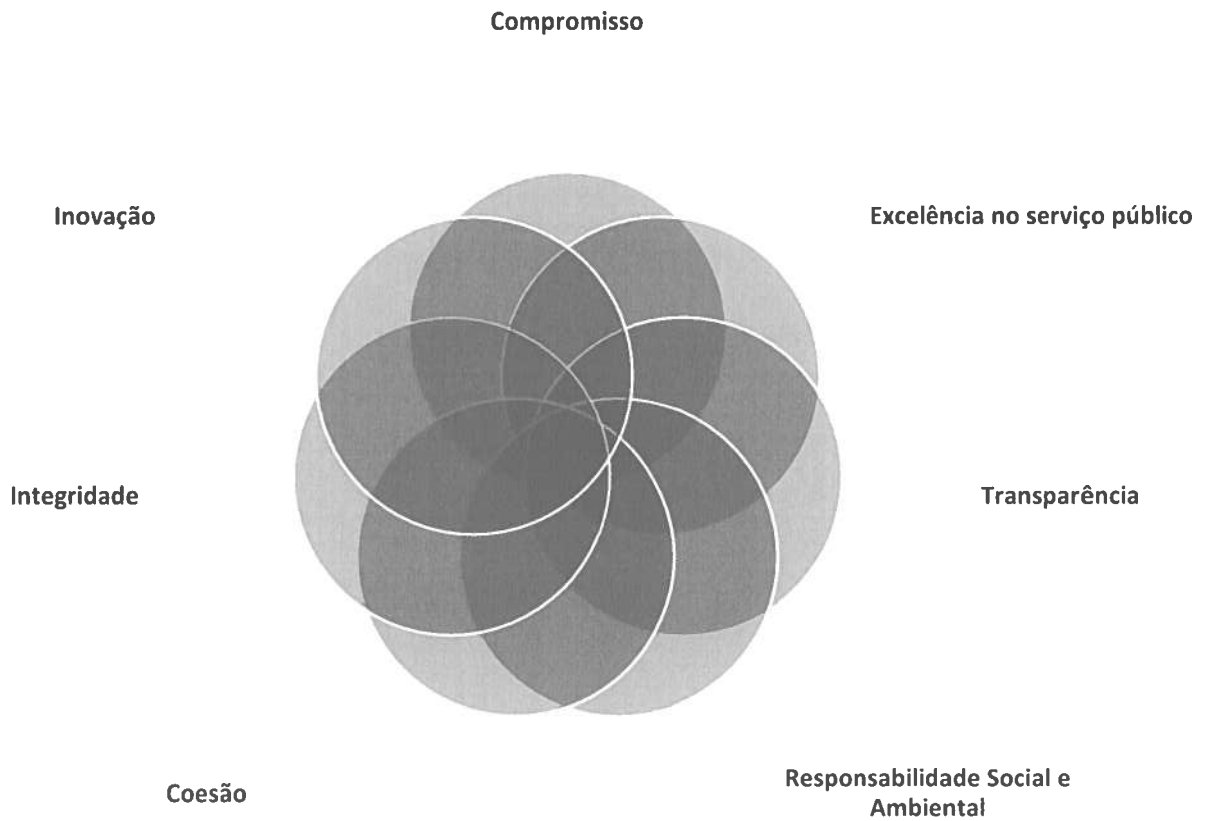 Compromisso
Inovação
Excelência no serviço público
Integridade
Transparência
Coesão
Responsabilidade Social e
Ambiental